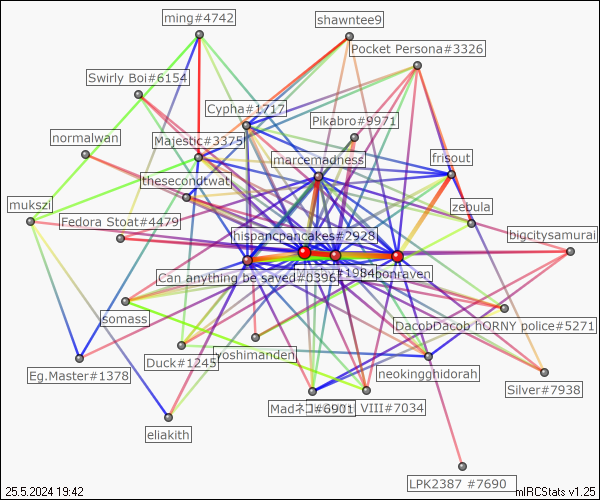 ming#4742
shawntee9
Pocket Persona#3326
Swirly Boi#6154
Cypha#1717
Pikabro#9971
normalwan
Majestic#3375
marcemadness
frisout
thesecondtwat
mukszi
zebula
Fedora Stoat#4479
hispancpancakes#2928
bigcitysamurai
Can anything be saved#0396
#1984
bonraven
somass
DacobDacob hORNY police#5271
yoshimanden
Duck#1245
neokingghidorah
Eg.Master#1378
Silver#7938
Madネコ#6901
VIII#7034
eliakith
LPK2387 #7690
25.5.2024 19:42
mIRCStats v1.25